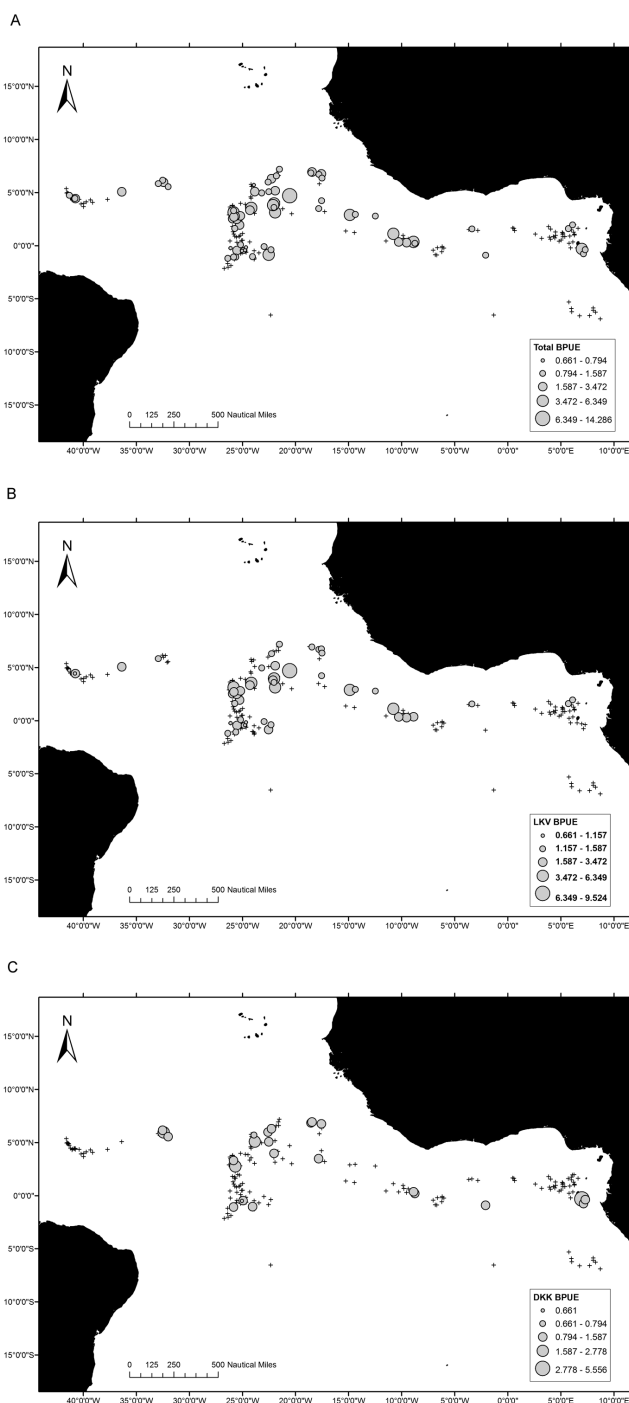 A
N
15°0'0"N
10°0'0"N
5°0'0"N
0°0'0"
5°0'0"S
10°0'0"S
15°0'0"S
Total BPUE
0.661 - 0.794
0.794 - 1.587
1.587 - 3.472
3.472 - 6.349
6.349 - 14.286
0 125 250 500 Nautical Miles
40°0'0"W 35°0'0"W 30°0'0"W 25°0'0"W 20°0'0"W 15°0'0"W 10°0'0"W 5°0'0"W 0°0'0" 5°0'0"E 10°0'0"E
B
N
15°0'0"N
10°0'0"N
5°0'0"N
0°0'0"
5°0'0"S
10°0'0"S
15°0'0"S
LKV BPUE
0.661 - 1.157
1.157 - 1.587
1.587 - 3.472
3.472 - 6.349
6.349 - 9.524
0 125 250 500 Nautical Miles
40°0'0"W 35°0'0"W 30°0'0"W 25°0'0"W 20°0'0"W 15°0'0"W 10°0'0"W 5°0'0"W 0°0'0" 5°0'0"E 10°0'0"E
C
N
15°0'0"N
10°0'0"N
5°0'0"N
0°0'0"
5°0'0"S
10°0'0"S
15°0'0"S
DKK BPUE
0.661
0.661 - 0.794
0.794 - 1.587
1.587 - 2.778
2.778 - 5.556
0 125 250 500 Nautical Miles
40°0'0"W 35°0'0"W 30°0'0"W 25°0'0"W 20°0'0"W 15°0'0"W 10°0'0"W 5°0'0"W 0°0'0" 5°0'0"E 10°0'0"E